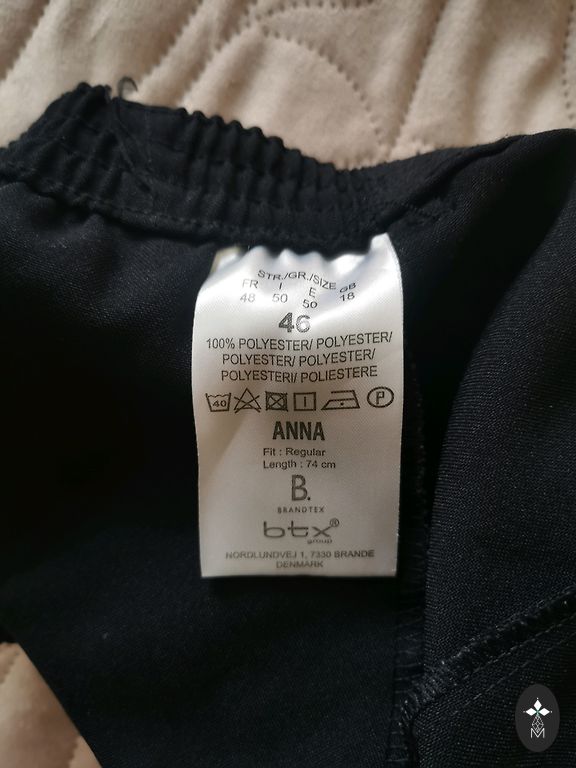 STR./GR./SIZE
FR I E GB
48 50 50 18
46
100% POLYESTER/ POLYESTER/
POLYESTER/ POLYESTER/
POLYESTERI/ POLIESTERE
40 P
ANNA
Fit : Regular
Length : 74 cm
B.
BRANDTEX
btx®
group
NORDLUNDVEJ 1, 7330 BRANDE
DENMARK
M